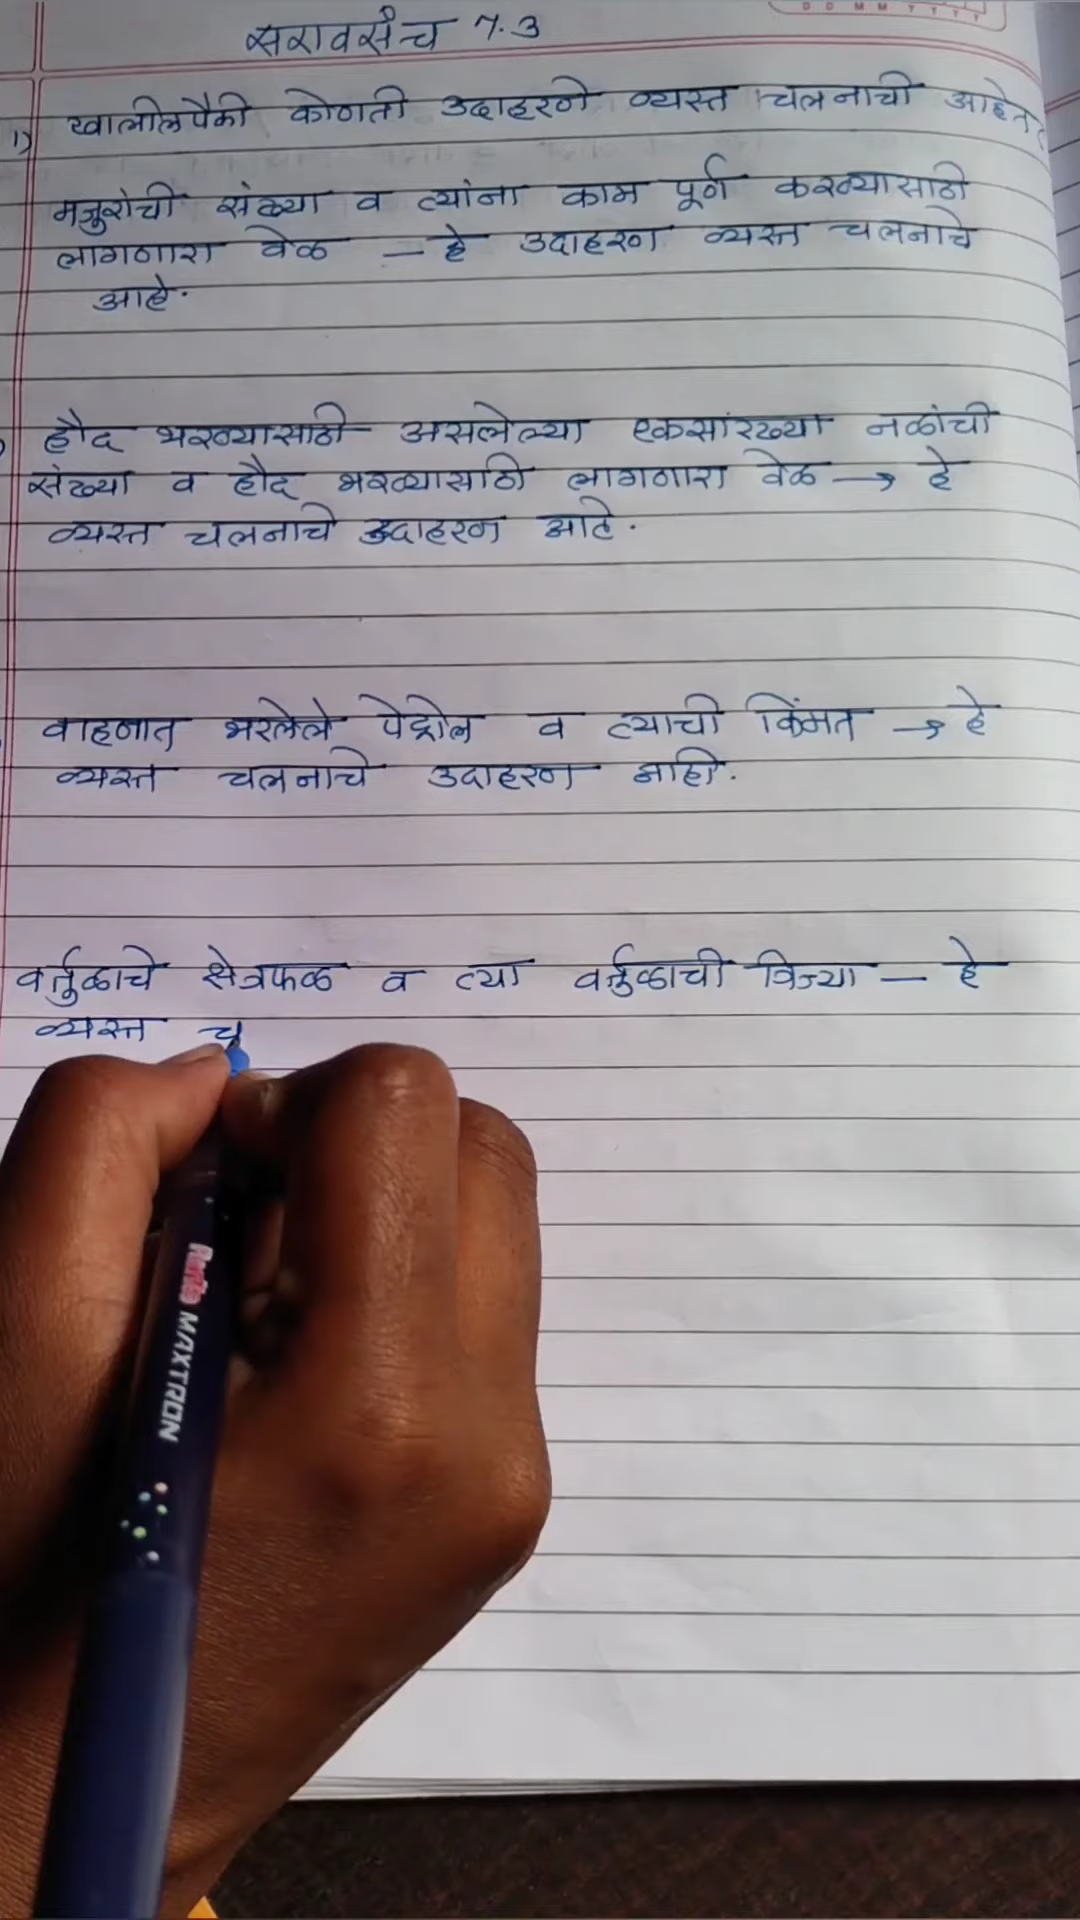 D D M M Y Y Y Y
सरावसंच 7.3
1) खालीलपैकी कोणती उदाहरणे व्यस्त चलनाची आहेत
मजुरांची संख्या व त्यांना काम पूर्ण करण्यासाठी
लागणारा वेळ — हे उदाहरण व्यस्त चलनाचे
आहे.
हौद भरण्यासाठी असलेल्या एकसारख्या नळांची
संख्या व हौद भरण्यासाठी लागणारा वेळ → हे
व्यस्त चलनाचे उदाहरण आहे.
वाहनात भरलेले पेट्रोल व त्याची किंमत → हे
व्यस्त चलनाचे उदाहरण नाही.
वर्तुळाचे क्षेत्रफळ व त्या वर्तुळाची त्रिज्या — हे
व्यस्त च
MAXTRON